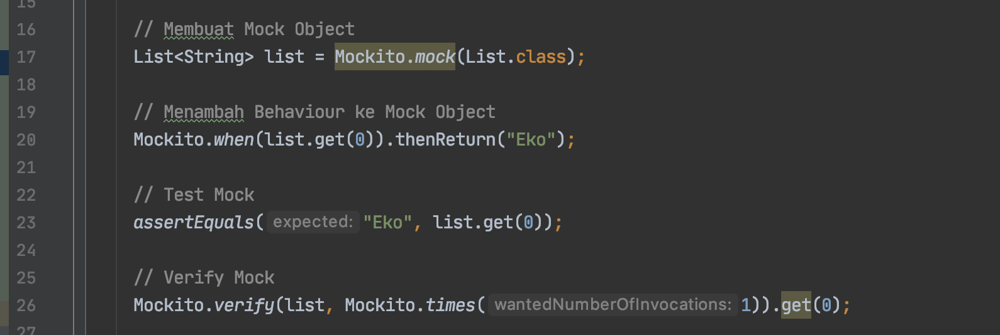 15
16 // Membuat Mock Object
17 List<String> list = Mockito.mock(List.class);
18
19 // Menambah Behaviour ke Mock Object
20 Mockito.when(list.get(0)).thenReturn("Eko");
21
22 // Test Mock
23 assertEquals( expected: "Eko", list.get(0));
24
25 // Verify Mock
26 Mockito.verify(list, Mockito.times( wantedNumberOfInvocations: 1)).get(0);
27